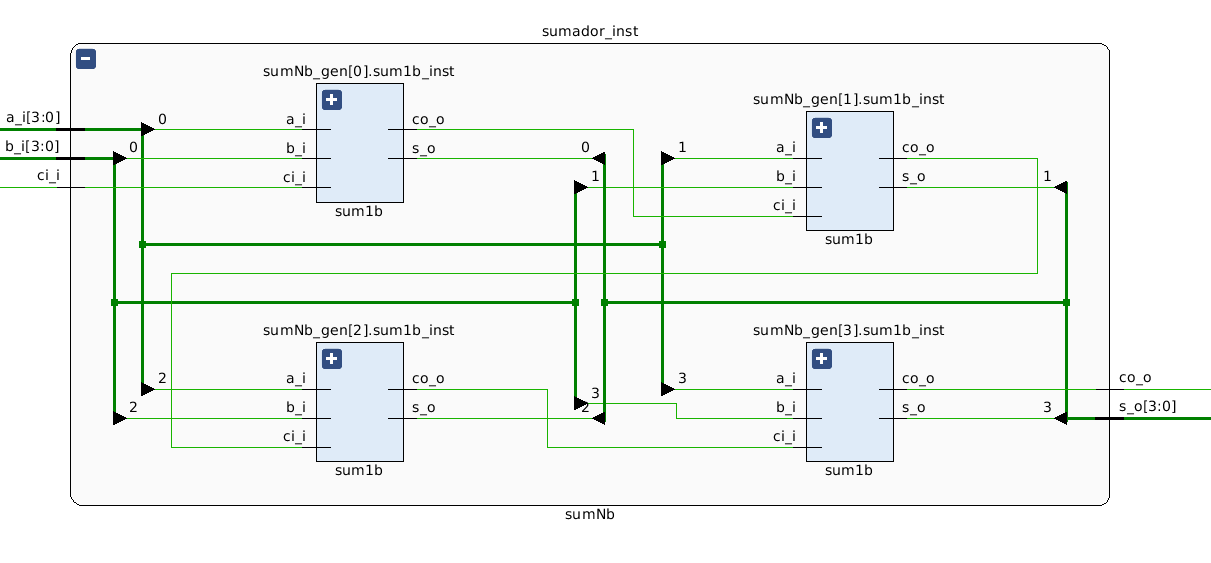 sumador_inst
sumNb_gen[0].sum1b_inst
sumNb_gen[1].sum1b_inst
a_i[3:0]
0
a_i
co_o
b_i[3:0]
0
b_i
s_o
0
1
a_i
co_o
ci_i
ci_i
1
b_i
s_o
1
sum1b
ci_i
sum1b
sumNb_gen[2].sum1b_inst
sumNb_gen[3].sum1b_inst
2
a_i
co_o
3
3
a_i
co_o
co_o
2
b_i
s_o
2
b_i
s_o
3
s_o[3:0]
ci_i
ci_i
sum1b
sum1b
sumNb